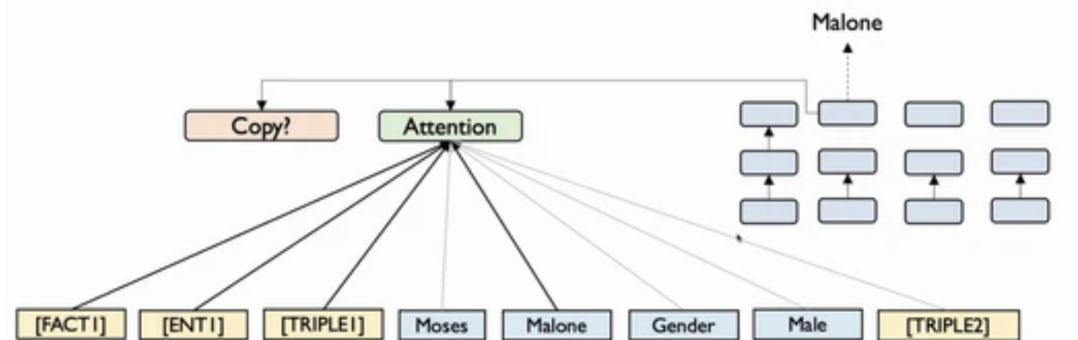 Malone
Copy?
Attention
[FACT1]
[ENT1]
[TRIPLE1]
Moses
Malone
Gender
Male
[TRIPLE2]